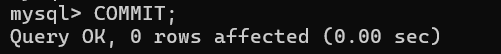 mysql> COMMIT;
Query OK, 0 rows affected (0.00 sec)